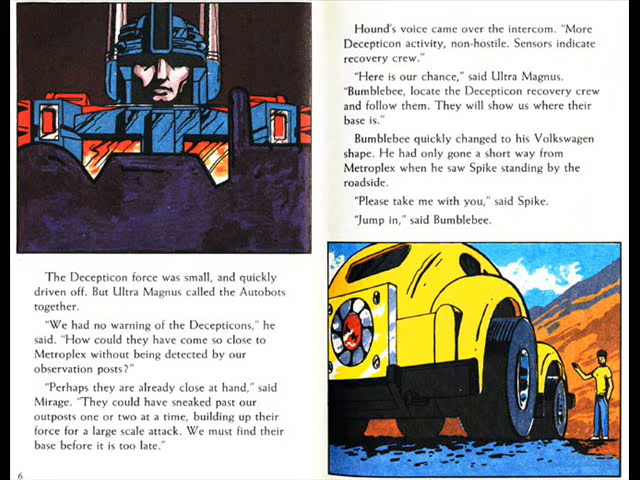 The Decepticon force was small, and quickly
driven off. But Ultra Magnus called the Autobots
together.
"We had no warning of the Decepticons," he
said. "How could they have come so close to
Metroplex without being detected by our
observation posts?"
"Perhaps they are already close at hand," said
Mirage. "They could have sneaked past our
outposts one or two at a time, building up their
force for a large scale attack. We must find their
base before it is too late."
6
Hound's voice came over the intercom. "More
Decepticon activity, non-hostile. Sensors indicate
recovery crew."
"Here is our chance," said Ultra Magnus.
"Bumblebee, locate the Decepticon recovery crew
and follow them. They will show us where their
base is."
Bumblebee quickly changed to his Volkswagen
shape. He had only gone a short way from
Metroplex when he saw Spike standing by the
roadside.
"Please take me with you," said Spike.
"Jump in," said Bumblebee.